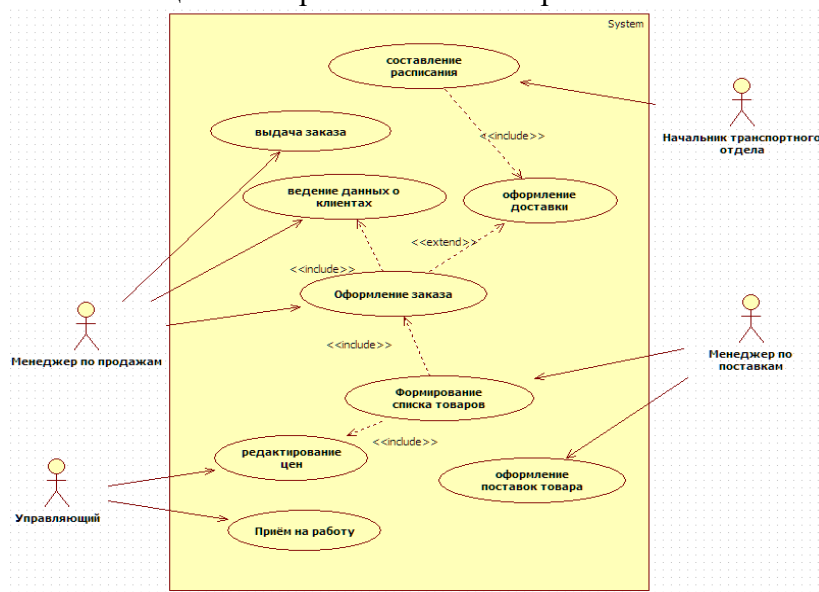 System
составление
расписания
<<include>>
Начальник транспортного
отдела
выдача заказа
ведение данных о
клиентах
оформление
доставки
<<extend>>
<<include>>
Оформление заказа
Менеджер по продажам
<<include>>
Менеджер по
поставкам
Формирование
списка товаров
<<include>>
редактирование
цен
оформление
поставок товара
Управляющий
Приём на работу